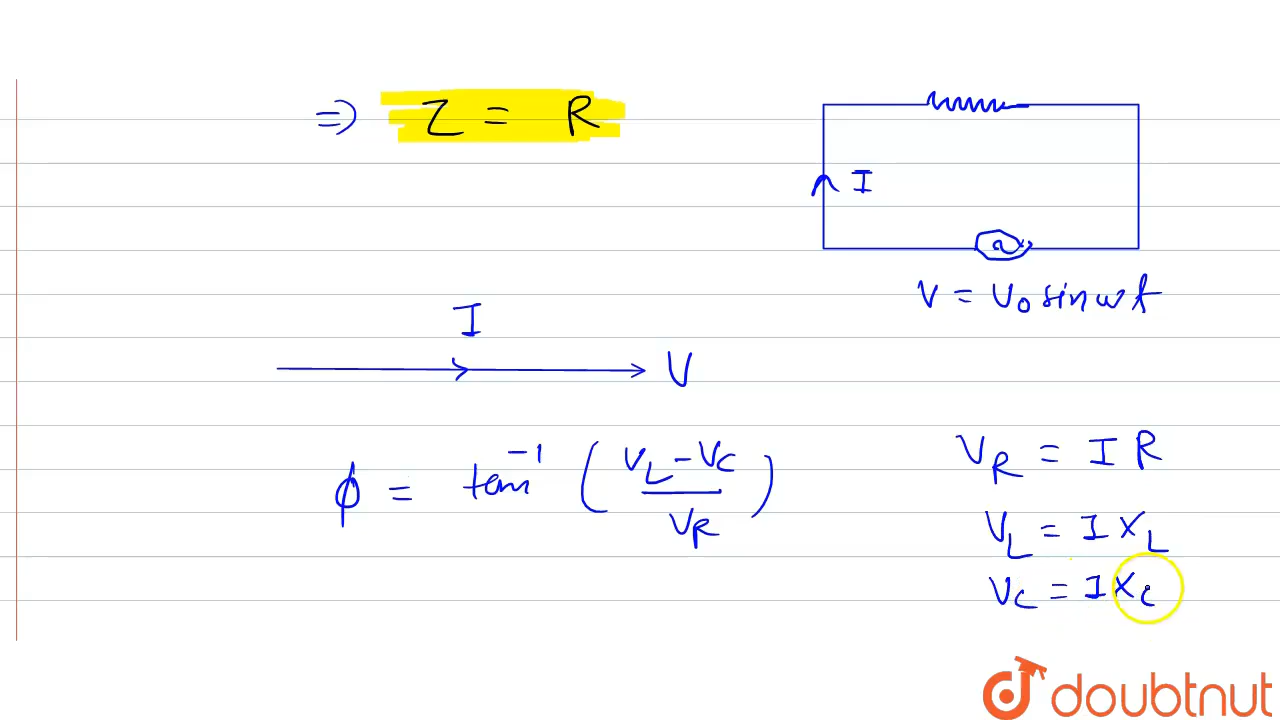 ⇒ Z = R
I
V = V₀ sin ωt
I
V
ϕ = tan⁻¹ ( (V_L − V_C) / V_R )
V_R = I R
V_L = I X_L
V_C = I X_C
doubtnut